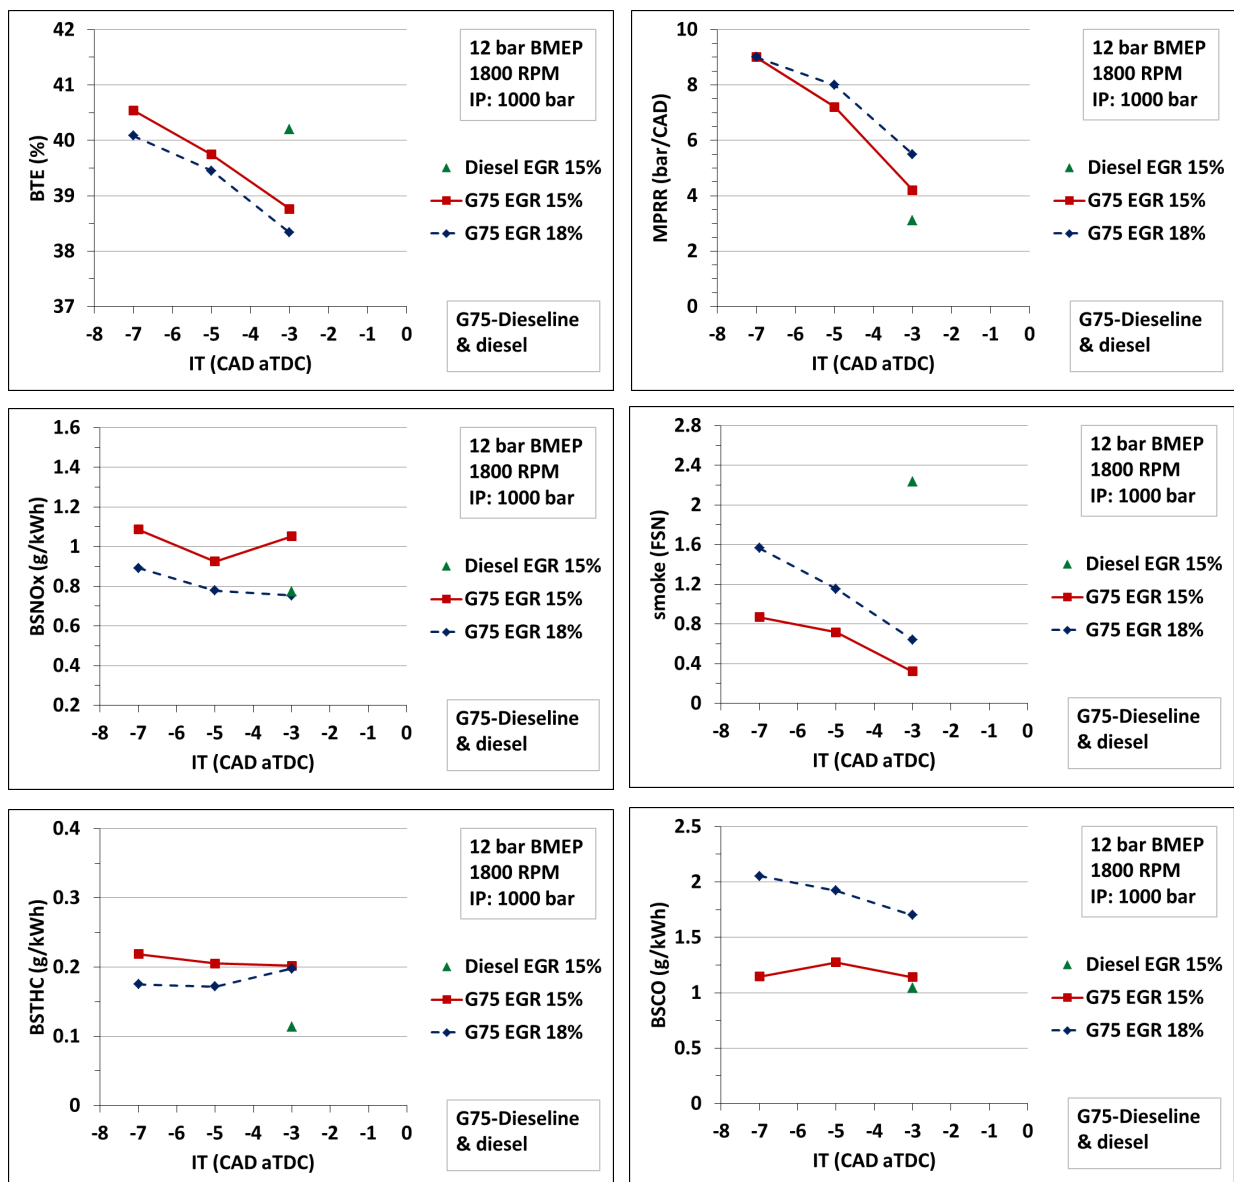 BTE (%)
42
41
40
39
38
37
-8 -7 -6 -5 -4 -3 -2 -1 0
IT (CAD aTDC)
12 bar BMEP
1800 RPM
IP: 1000 bar
Diesel EGR 15%
G75 EGR 15%
G75 EGR 18%
G75-Dieseline
& diesel
MPRR (bar/CAD)
10
8
6
4
2
0
-8 -7 -6 -5 -4 -3 -2 -1 0
IT (CAD aTDC)
12 bar BMEP
1800 RPM
IP: 1000 bar
Diesel EGR 15%
G75 EGR 15%
G75 EGR 18%
G75-Dieseline
& diesel
BSNOx (g/kWh)
1.6
1.4
1.2
1
0.8
0.6
0.4
0.2
-8 -7 -6 -5 -4 -3 -2 -1 0
IT (CAD aTDC)
12 bar BMEP
1800 RPM
IP: 1000 bar
Diesel EGR 15%
G75 EGR 15%
G75 EGR 18%
G75-Dieseline
& diesel
smoke (FSN)
2.8
2.4
2
1.6
1.2
0.8
0.4
0
-8 -7 -6 -5 -4 -3 -2 -1 0
IT (CAD aTDC)
12 bar BMEP
1800 RPM
IP: 1000 bar
Diesel EGR 15%
G75 EGR 15%
G75 EGR 18%
G75-Dieseline
& diesel
BSTHC (g/kWh)
0.4
0.3
0.2
0.1
0
-8 -7 -6 -5 -4 -3 -2 -1 0
IT (CAD aTDC)
12 bar BMEP
1800 RPM
IP: 1000 bar
Diesel EGR 15%
G75 EGR 15%
G75 EGR 18%
G75-Dieseline
& diesel
BSCO (g/kWh)
2.5
2
1.5
1
0.5
0
-8 -7 -6 -5 -4 -3 -2 -1 0
IT (CAD aTDC)
12 bar BMEP
1800 RPM
IP: 1000 bar
Diesel EGR 15%
G75 EGR 15%
G75 EGR 18%
G75-Dieseline
& diesel